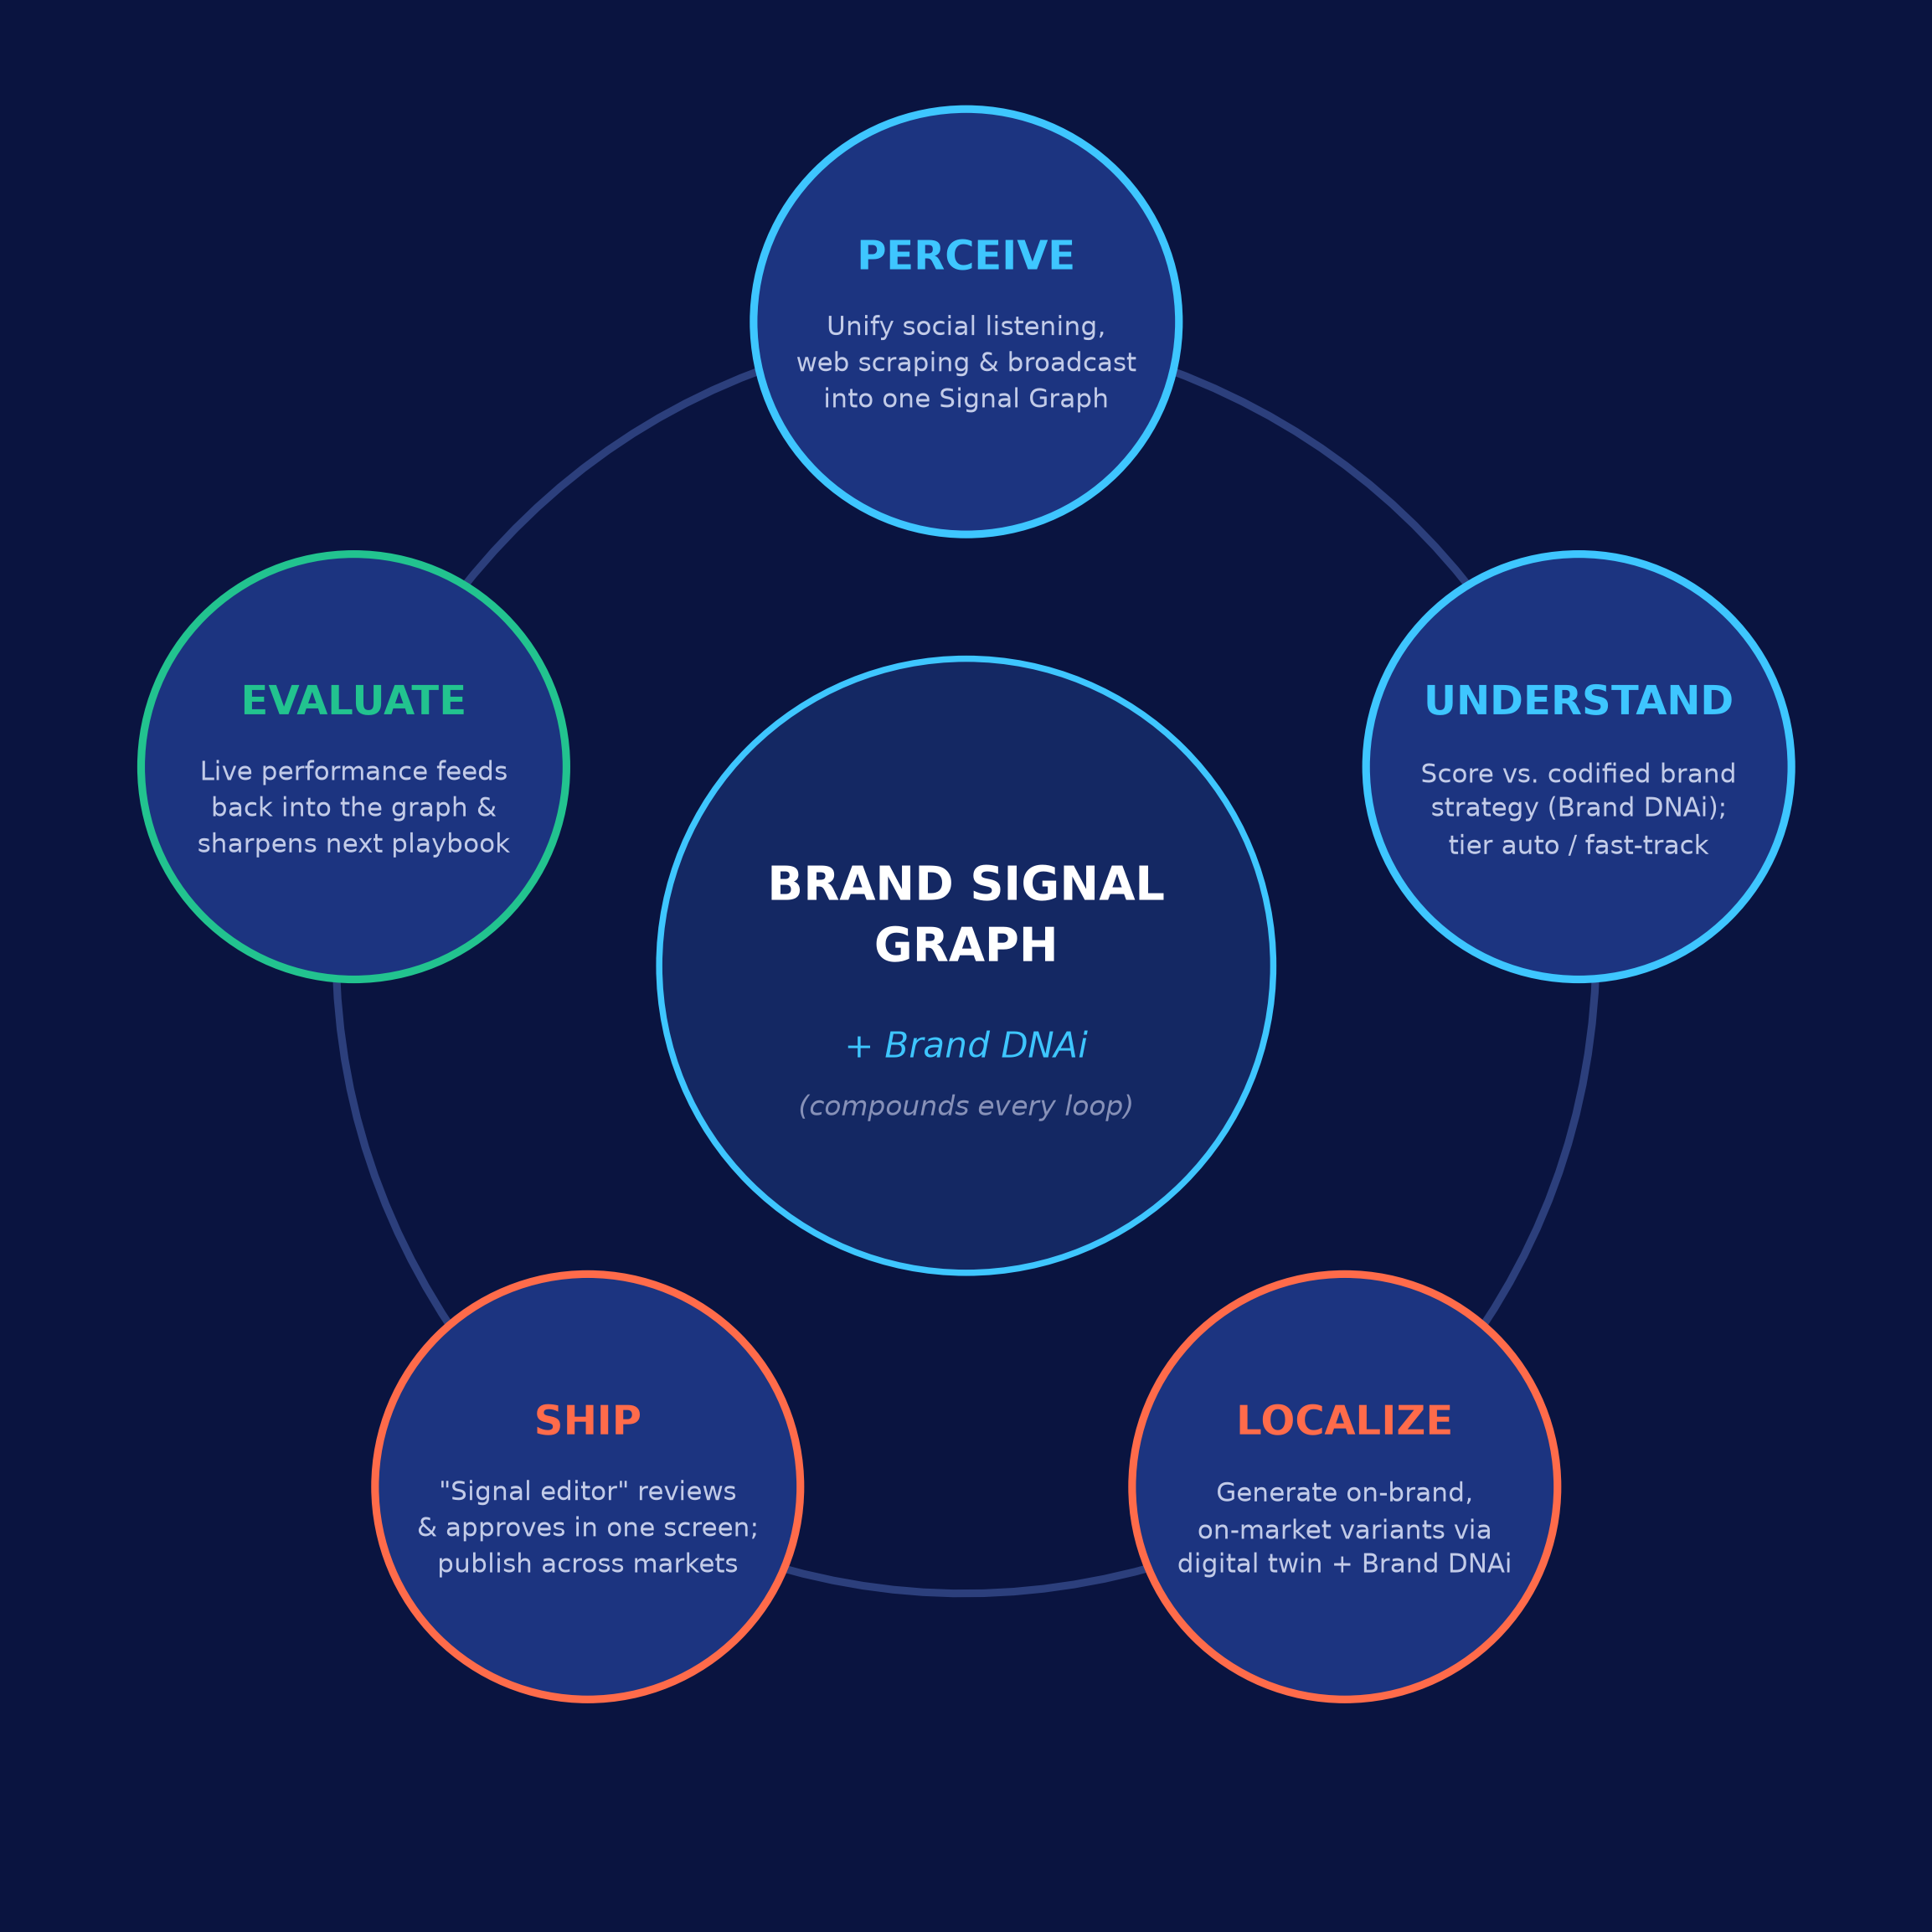 PERCEIVE
Unify social listening,
web scraping & broadcast
into one Signal Graph
EVALUATE
Live performance feeds
back into the graph &
sharpens next playbook
UNDERSTAND
Score vs. codified brand
strategy (Brand DNAi);
tier auto / fast-track
BRAND SIGNAL
GRAPH
+ Brand DNAi
(compounds every loop)
SHIP
"Signal editor" reviews
& approves in one screen;
publish across markets
LOCALIZE
Generate on-brand,
on-market variants via
digital twin + Brand DNAi